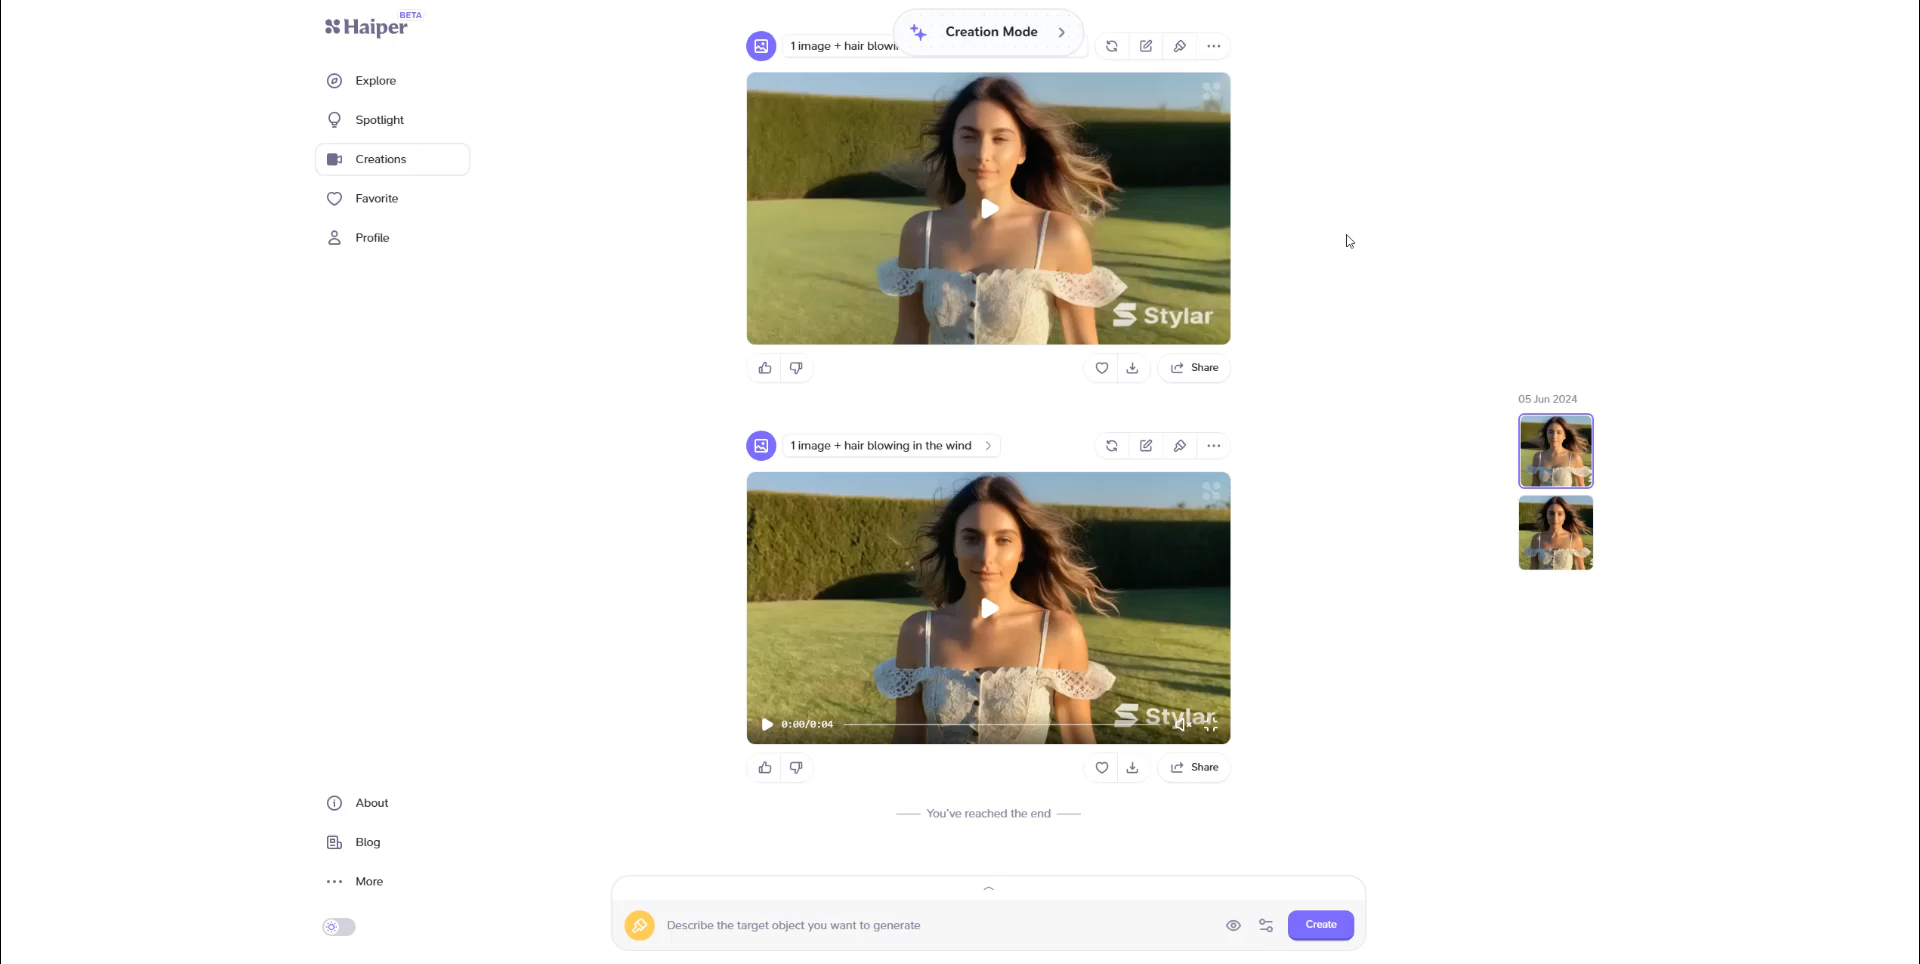 Haiper BETA
Explore
Spotlight
Creations
Favorite
Profile
About
Blog
More
Creation Mode
1 image + hair
Stylar
Share
1 image + hair blowing in the wind
Stylar
0:00/0:04
Share
You've reached the end
Describe the target object you want to generate
Create
05 Jun 2024